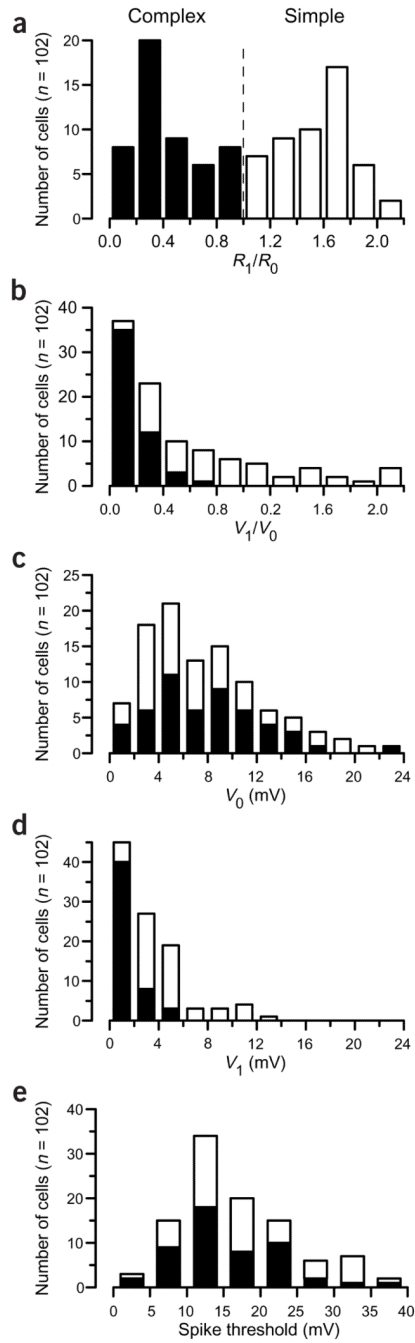 a
Complex Simple
Number of cells (n = 102)
20
15
10
5
0
0.0 0.4 0.8 1.2 1.6 2.0
R1/R0
b
Number of cells (n = 102)
40
30
20
10
0
0.0 0.4 0.8 0.2 1.6 2.0
V1/V0
c
Number of cells (n = 102)
25
20
15
10
5
0
0 4 8 12 16 20 24
V0 (mV)
d
Number of cells (n = 102)
40
30
20
10
0
0 4 8 12 16 20 24
V1 (mV)
e
Number of cells (n = 102)
40
30
20
10
0
0 5 10 15 20 25 30 35 40
Spike threshold (mV)